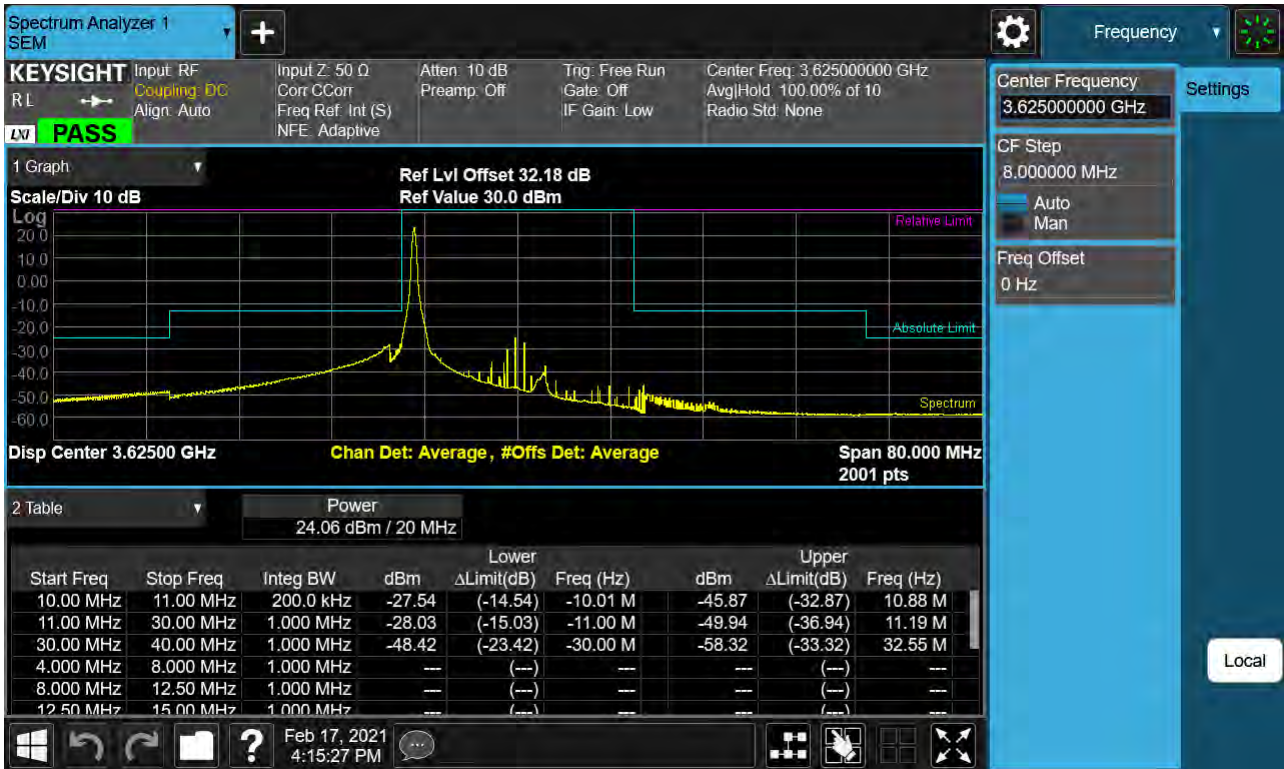 Spectrum Analyzer 1
SEM
Frequency
KEYSIGHT
RL
LXI
PASS
Input: RF
Coupling: DC
Align: Auto
Input Z: 50 Ω
Corr CCorr
Freq Ref: Int (S)
NFE: Adaptive
Atten: 10 dB
Preamp: Off
Trig: Free Run
Gate: Off
IF Gain: Low
Center Freq: 3.625000000 GHz
Avg|Hold: 100.00% of 10
Radio Std: None
Center Frequency
3.625000000 GHz
Settings
CF Step
8.000000 MHz
Auto
Man
Freq Offset
0 Hz
1 Graph
Scale/Div 10 dB
Ref Lvl Offset 32.18 dB
Ref Value 30.0 dBm
Log
20.0
10.0
0.00
-10.0
-20.0
-30.0
-40.0
-50.0
-60.0
Relative Limit
Absolute Limit
Spectrum
Disp Center 3.62500 GHz
Chan Det: Average, #Offs Det: Average
Span 80.000 MHz
2001 pts
2 Table
Power
24.06 dBm / 20 MHz
Lower Upper
Start Freq Stop Freq Integ BW dBm ΔLimit(dB) Freq (Hz) dBm ΔLimit(dB) Freq (Hz)
10.00 MHz 11.00 MHz 200.0 kHz -27.54 (-14.54) -10.01 M -45.87 (-32.87) 10.88 M
11.00 MHz 30.00 MHz 1.000 MHz -28.03 (-15.03) -11.00 M -49.94 (-36.94) 11.19 M
30.00 MHz 40.00 MHz 1.000 MHz -48.42 (-23.42) -30.00 M -58.32 (-33.32) 32.55 M
4.000 MHz 8.000 MHz 1.000 MHz --- (---) --- --- (---) ---
8.000 MHz 12.50 MHz 1.000 MHz --- (---) --- --- (---) ---
12.50 MHz 15.00 MHz 1.000 MHz --- (---) --- --- (---) ---
Local
Feb 17, 2021
4:15:27 PM